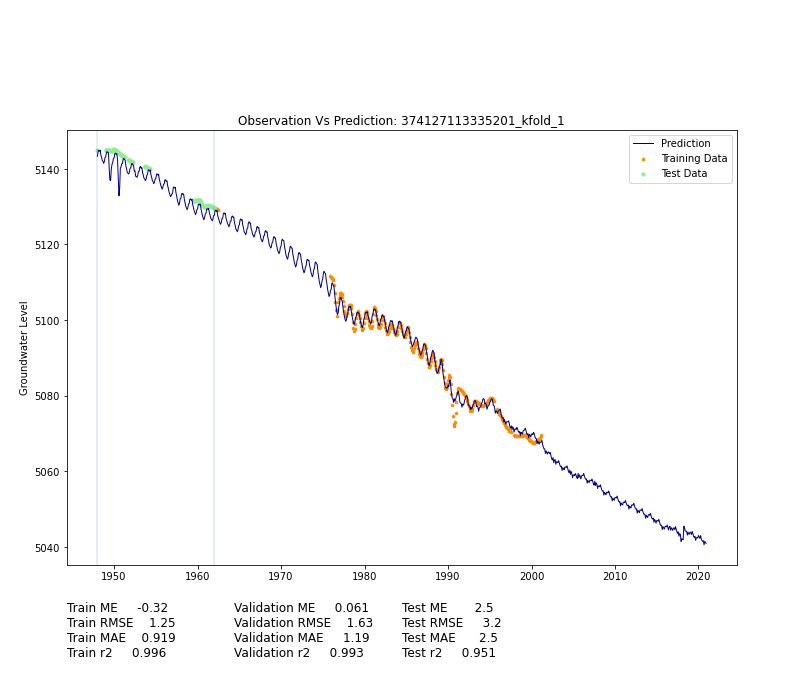 Observation Vs Prediction: 374127113335201_kfold_1
Prediction
Training Data
Test Data
Groundwater Level
5140
5120
5100
5080
5060
5040
1950 1960 1970 1980 1990 2000 2010 2020
Train ME -0.32 Validation ME 0.061 Test ME 2.5
Train RMSE 1.25 Validation RMSE 1.63 Test RMSE 3.2
Train MAE 0.919 Validation MAE 1.19 Test MAE 2.5
Train r2 0.996 Validation r2 0.993 Test r2 0.951